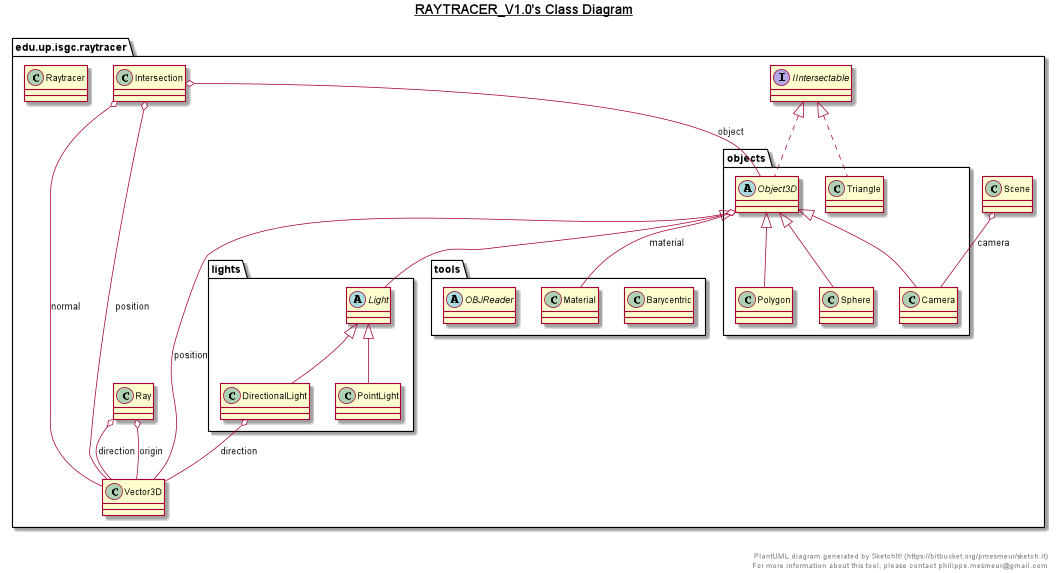 RAYTRACER_V1.0's Class Diagram
edu.up.isgc.raytracer
C Raytracer
C Intersection
I IIntersectable
object
objects
A Object3D
C Triangle
C Scene
material
camera
lights
tools
A Light
A OBJReader
C Material
C Barycentric
C Polygon
C Sphere
C Camera
normal
position
position
C Ray
C DirectionalLight
C PointLight
direction
origin
direction
C Vector3D
PlantUML diagram generated by SketchIt! (https://bitbucket.org/pmesmeur/sketch.it)
For more information about this tool, please contact philippe.mesmeur@gmail.com